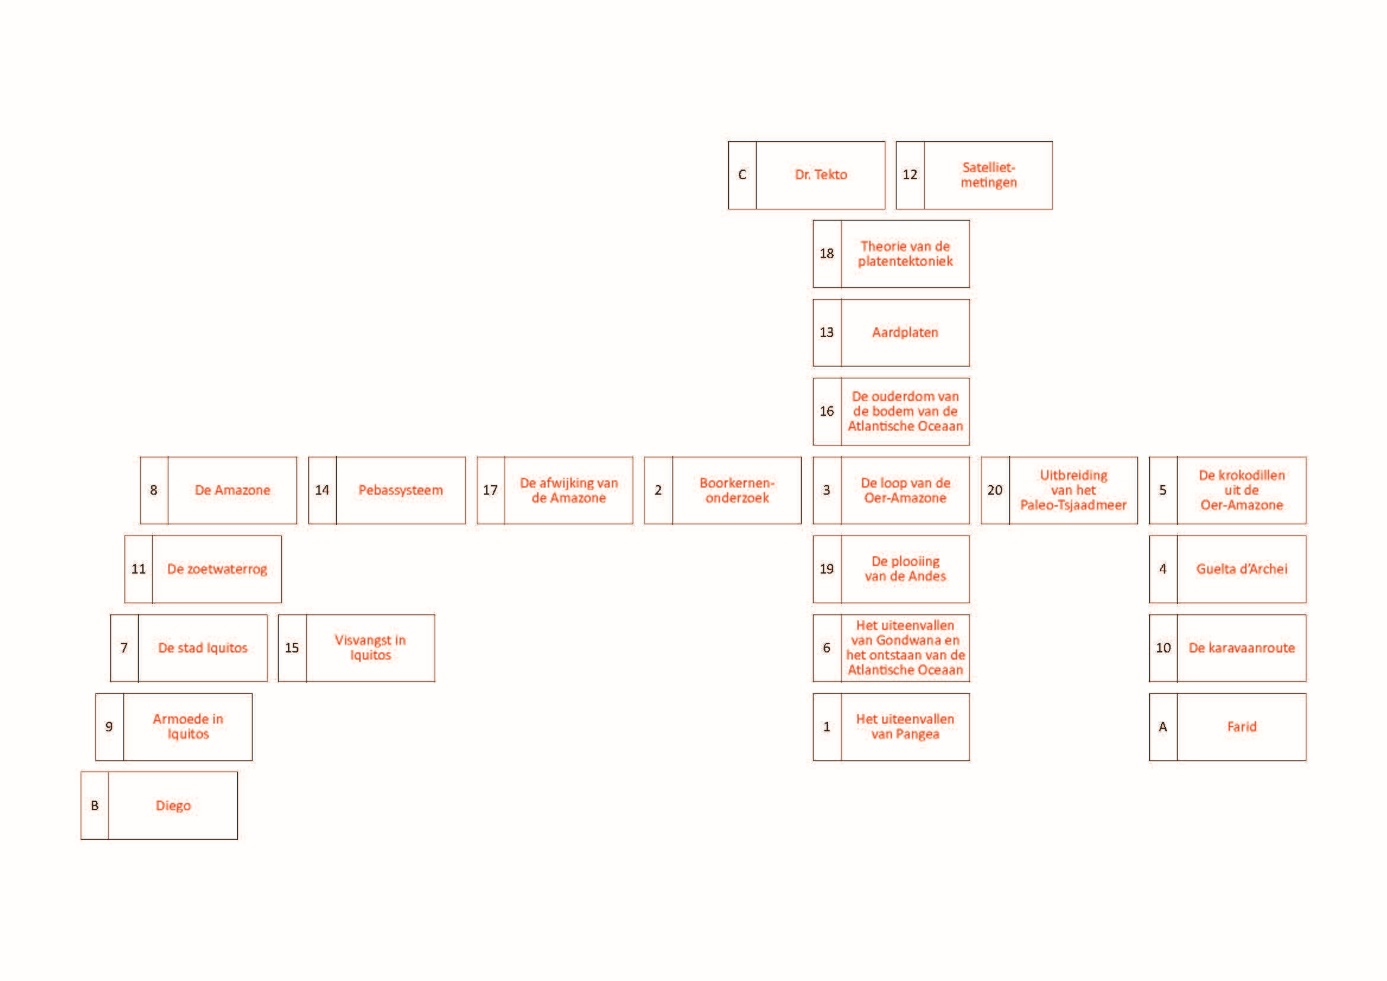 C Dr. Tekto
12 Satelliet-
metingen
18 Theorie van de
platentektoniek
13 Aardplaten
16 De ouderdom van
de bodem van de
Atlantische Oceaan
8 De Amazone
14 Pebassysteem
17 De afwijking van
de Amazone
2 Boorkernen-
onderzoek
3 De loop van de
Oer-Amazone
20 Uitbreiding
van het
Paleo-Tsjaadmeer
5 De krokodillen
uit de
Oer-Amazone
11 De zoetwaterrog
19 De plooiing
van de Andes
4 Guelta d'Archei
7 De stad Iquitos
15 Visvangst in
Iquitos
6 Het uiteenvallen
van Gondwana en
het ontstaan van de
Atlantische Oceaan
10 De karavaanroute
9 Armoede in
Iquitos
1 Het uiteenvallen
van Pangea
A Farid
B Diego